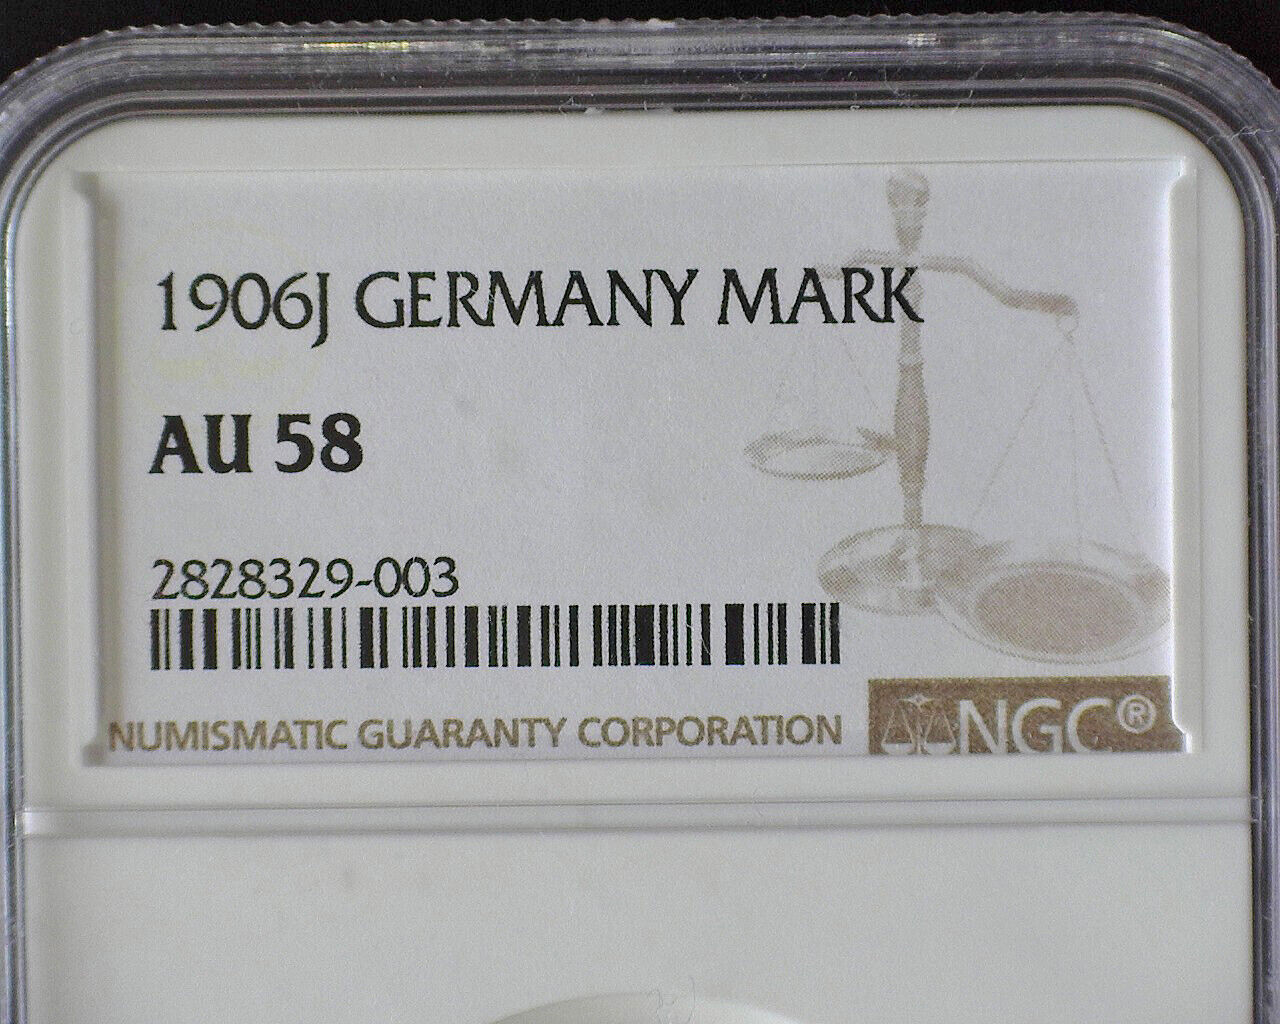 1906J GERMANY MARK
AU 58
2828329-003
NUMISMATIC GUARANTY CORPORATION
NGC®